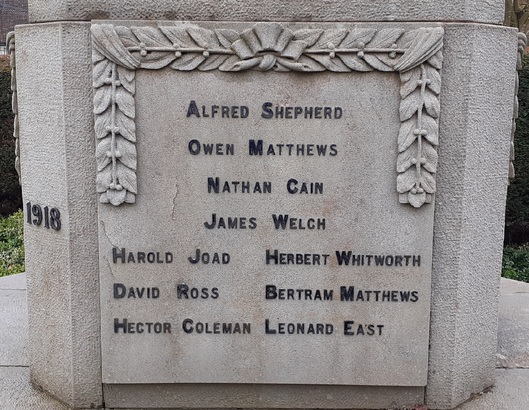 ALFRED SHEPHERD
OWEN MATTHEWS
NATHAN CAIN
JAMES WELCH
1918
HAROLD JOAD HERBERT WHITWORTH
DAVID ROSS BERTRAM MATTHEWS
HECTOR COLEMAN LEONARD EAST